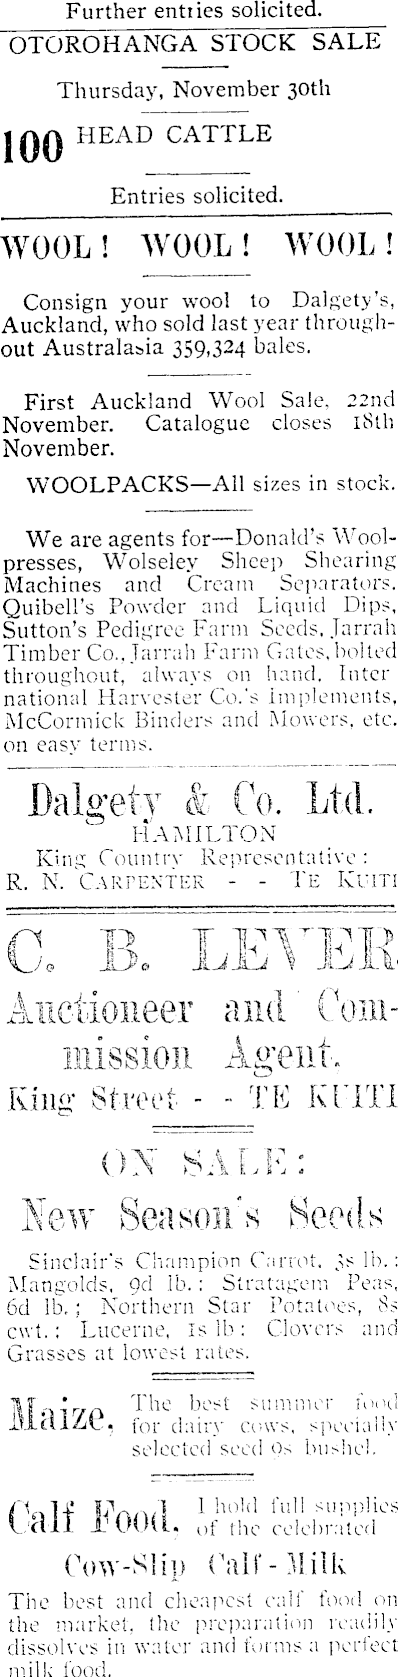 Further entries solicited.
OTOROHANGA STOCK SALE
Thursday, November 30th
100 HEAD CATTLE
Entries solicited.
WOOL! WOOL! WOOL!
Consign your wool to Dalgety's,
Auckland, who sold last year through-
out Australasia 359,324 bales.
First Auckland Wool Sale, 22nd
November. Catalogue closes 18th
November.
WOOLPACKS—All sizes in stock.
We are agents for—Donald's Wool-
presses, Wolseley Sheep Shearing
Machines and Cream Separators.
Quibell's Powder and Liquid Dips,
Sutton's Pedigree Farm Seeds, Jarrah
Timber Co., Jarrah Farm Gates, bolted
throughout, always on hand. Inter
national Harvester Co.'s implements,
McCormick Binders and Mowers, etc.
on easy terms.
Dalgety & Co. Ltd.
HAMILTON
King Country Representative:
R. N. CARPENTER - - TE KUITI
C. B. LEVER
Auctioneer and Com-
mission Agent.
King Street - - TE KUITI
ON SALE:
New Season's Seeds
Sinclair's Champion Carrot, 3s lb.:
Mangolds, 9d lb.: Stratagem Peas,
6d lb.; Northern Star Potatoes, 8s
cwt.: Lucerne, 1s lb: Clovers and
Grasses at lowest rates.
Maize. The best summer food
for dairy cows, specially
selected seed 9s bushel.
Calf Food. I hold full supplies
of the celebrated
Cow-Slip Calf-Milk
The best and cheapest calf food on
the market, the preparation readily
dissolves in water and forms a perfect
milk food.